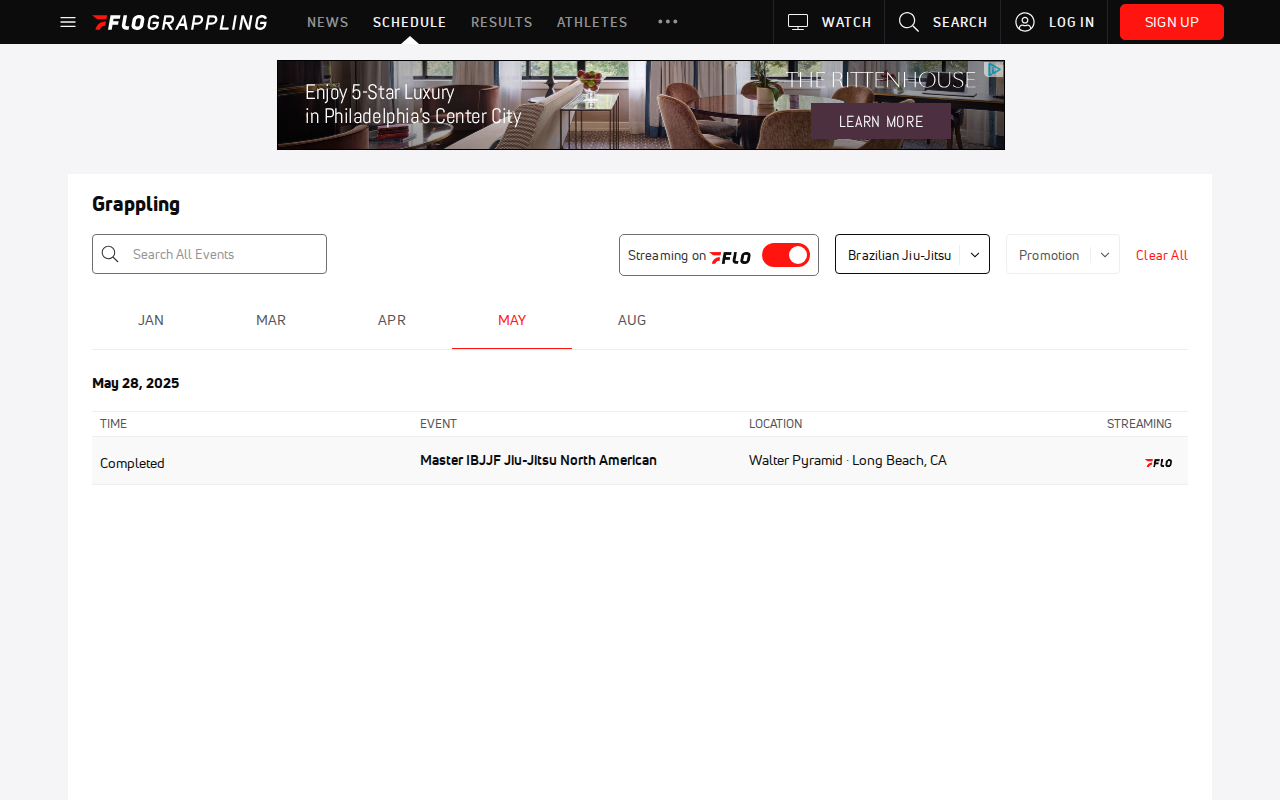 FLOGRAPPLING NEWS SCHEDULE RESULTS ATHLETES WATCH SEARCH LOG IN SIGN UP
Enjoy 5-Star Luxury
in Philadelphia's Center City
THE RITTENHOUSE
LEARN MORE
Grappling
Search All Events Streaming on FLO Brazilian Jiu-Jitsu Promotion Clear All
JAN MAR APR MAY AUG
May 28, 2025
TIME EVENT LOCATION STREAMING
Completed Master IBJJF Jiu-Jitsu North American Walter Pyramid · Long Beach, CA FLO